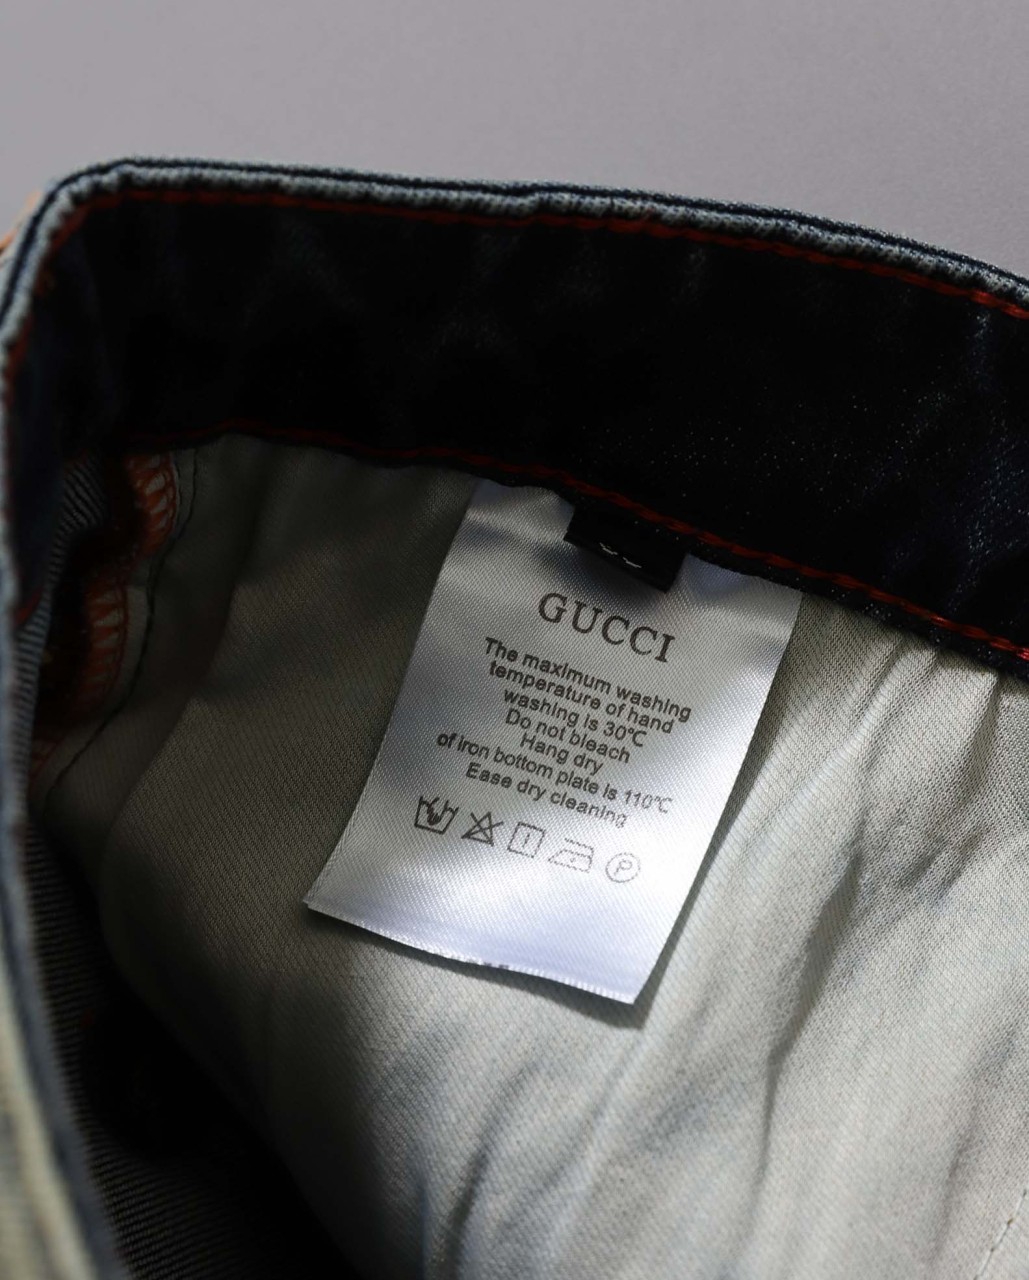 GUCCI
The maximum washing
temperature of hand
washing is 30℃
Do not bleach
Hang dry
of iron bottom plate is 110℃
Ease dry cleaning
P